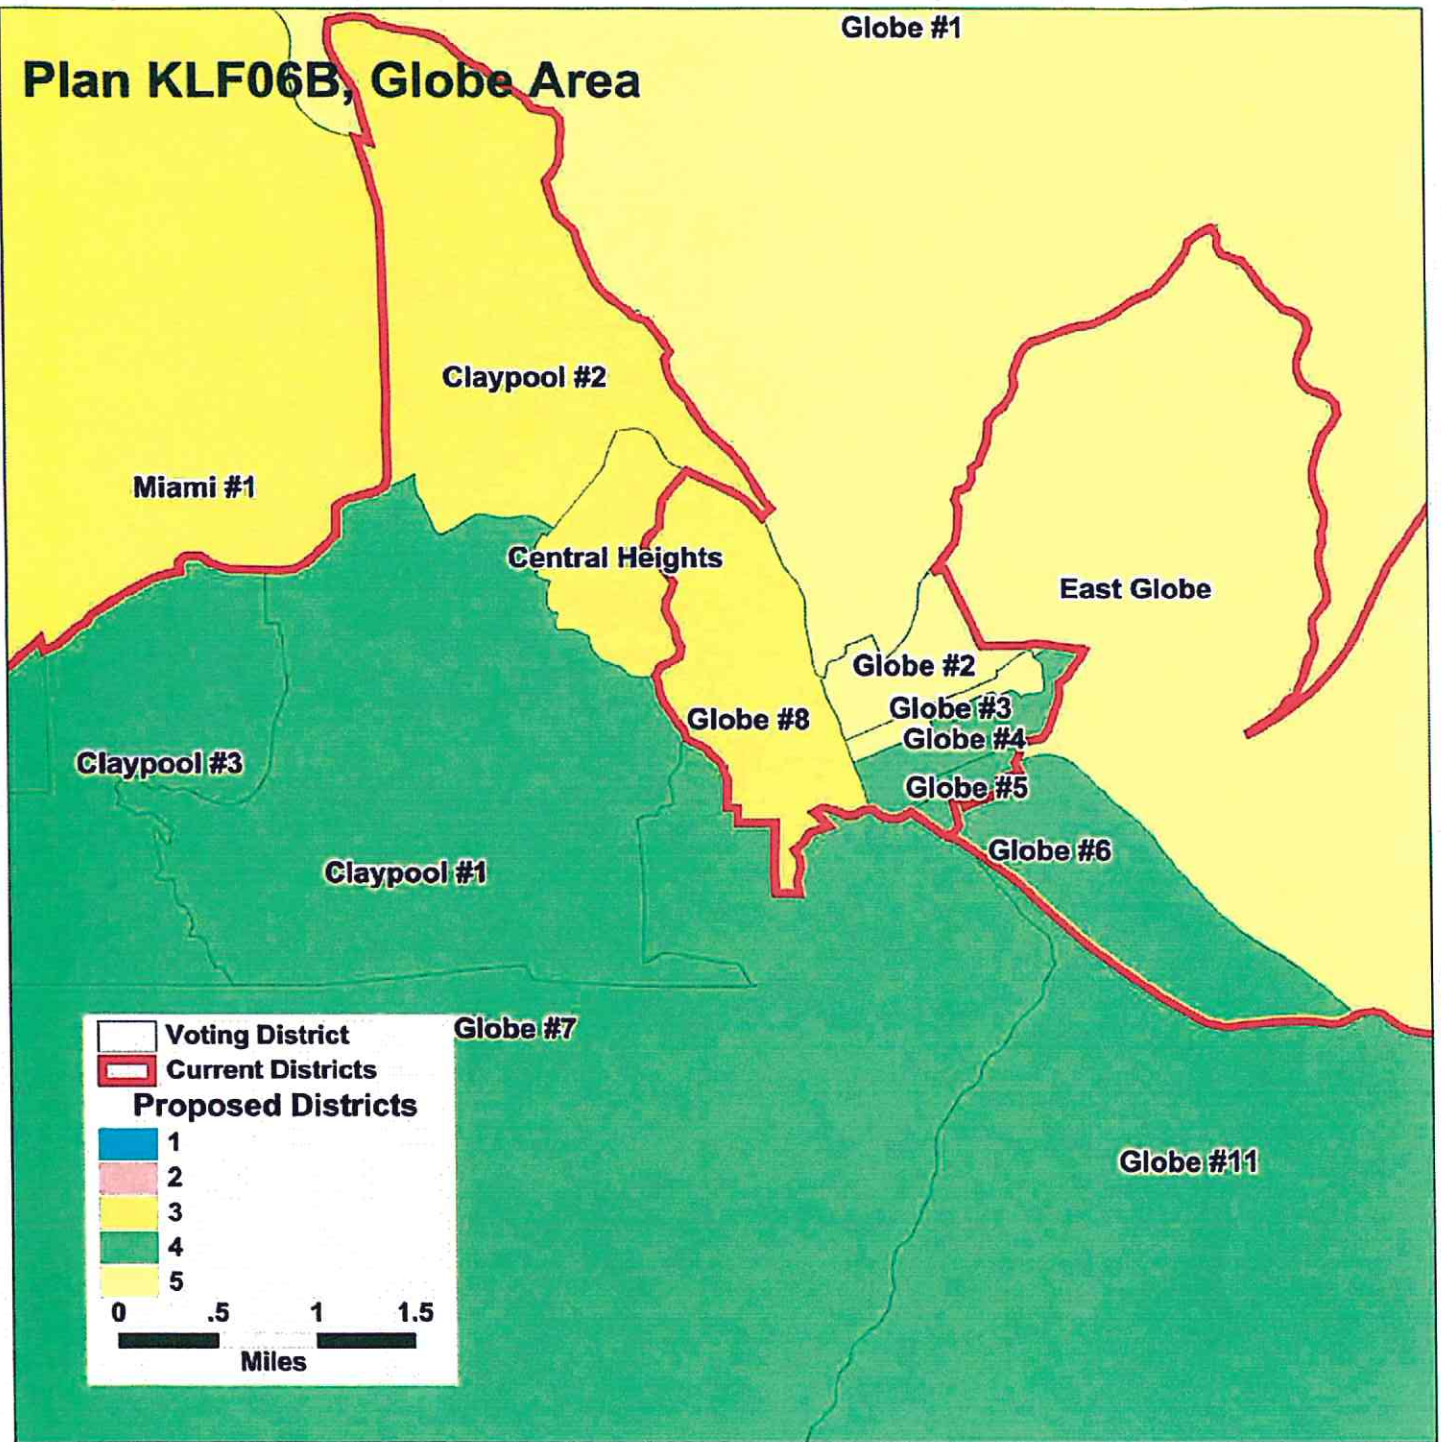 Globe #1
Plan KLF06B, Globe Area
Claypool #2
Miami #1
Central Heights
East Globe
Globe #2
Globe #3
Globe #8
Globe #4
Claypool #3
Globe #5
Globe #6
Claypool #1
Globe #7
Voting District
Current Districts
Proposed Districts
1
2
3
4
5
0 .5 1 1.5
Miles
Globe #11